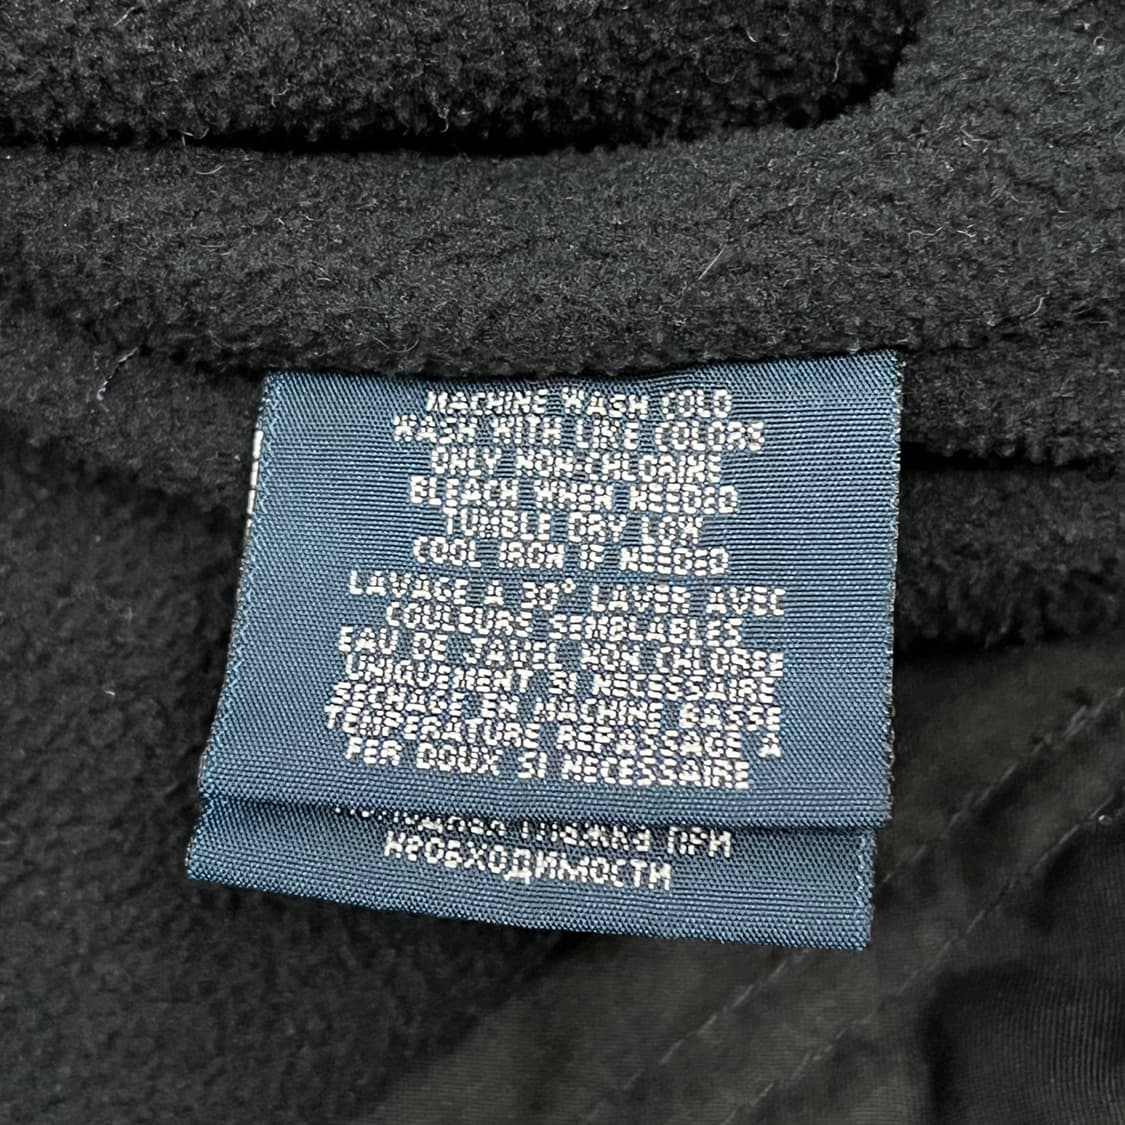 MACHINE WASH COLD
WASH WITH LIKE COLORS
ONLY NON-CHLORINE
BLEACH WHEN NEEDED
TUMBLE DRY LOW
COOL IRON IF NEEDED
LAVAGE A 30° LAVER AVEC
COULEURS SEMBLABLES
EAU DE JAVEL NON CHLOREE
UNIQUEMENT SI NECESSAIRE
SECHAGE EN MACHINE BASSE
TEMPERATURE REPASSAGE A
FER DOUX SI NECESSAIRE
ПРИ
НЕОБХОДИМОСТИ